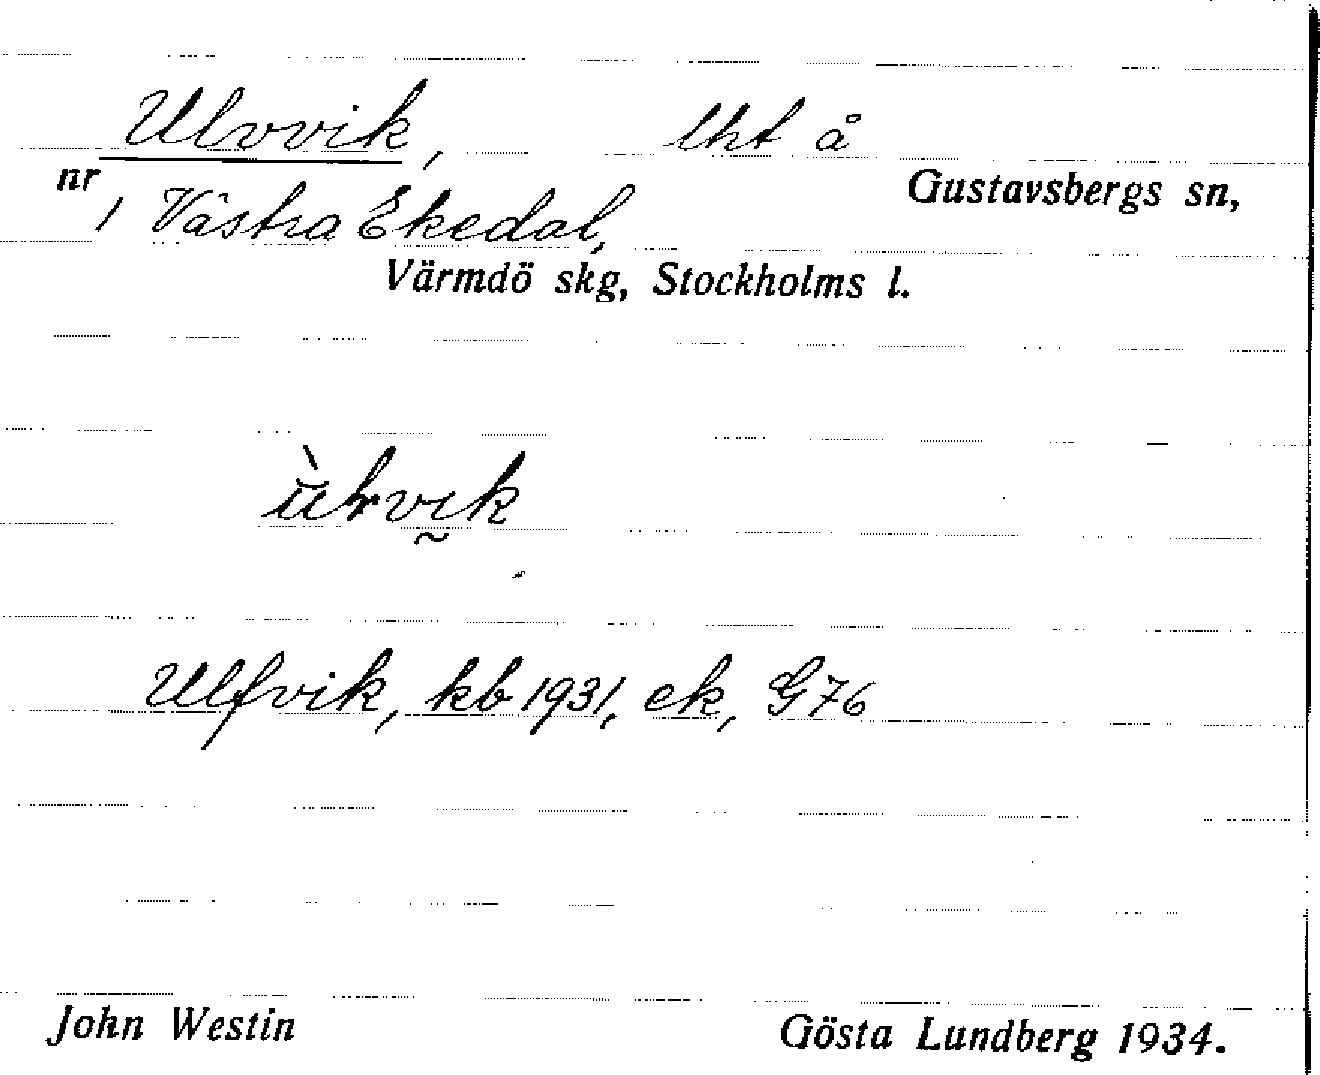 Ulvvik, lht å
nr 1 Västra Ekedal, Gustavsbergs sn,
Värmdö skg, Stockholms l.
Ulfvik, kb 1931, ek, G76
John Westin Gösta Lundberg 1934.